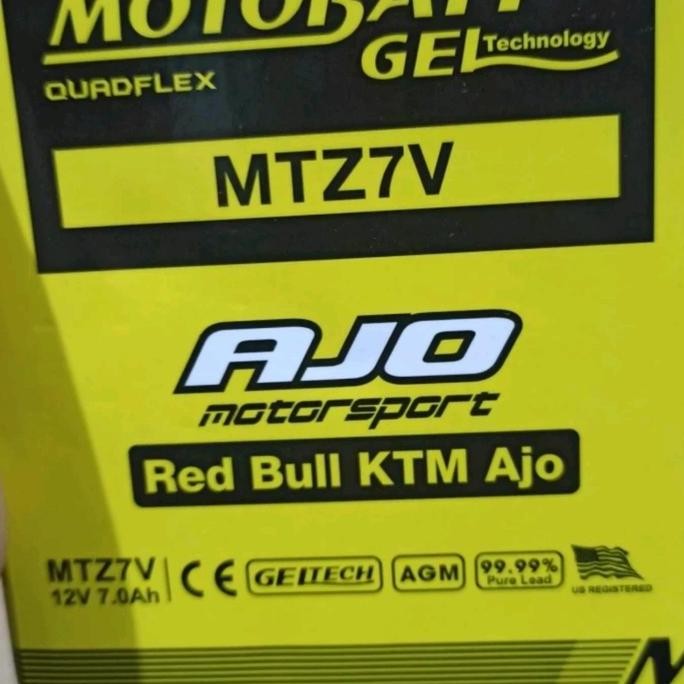 MOTOBATT
GEL Technology
QUADFLEX
MTZ7V
AJO
motorsport
Red Bull KTM Ajo
MTZ7V
12V 7.0Ah
CE
GELTECH
AGM
99.99%
Pure Lead
US REGISTERED